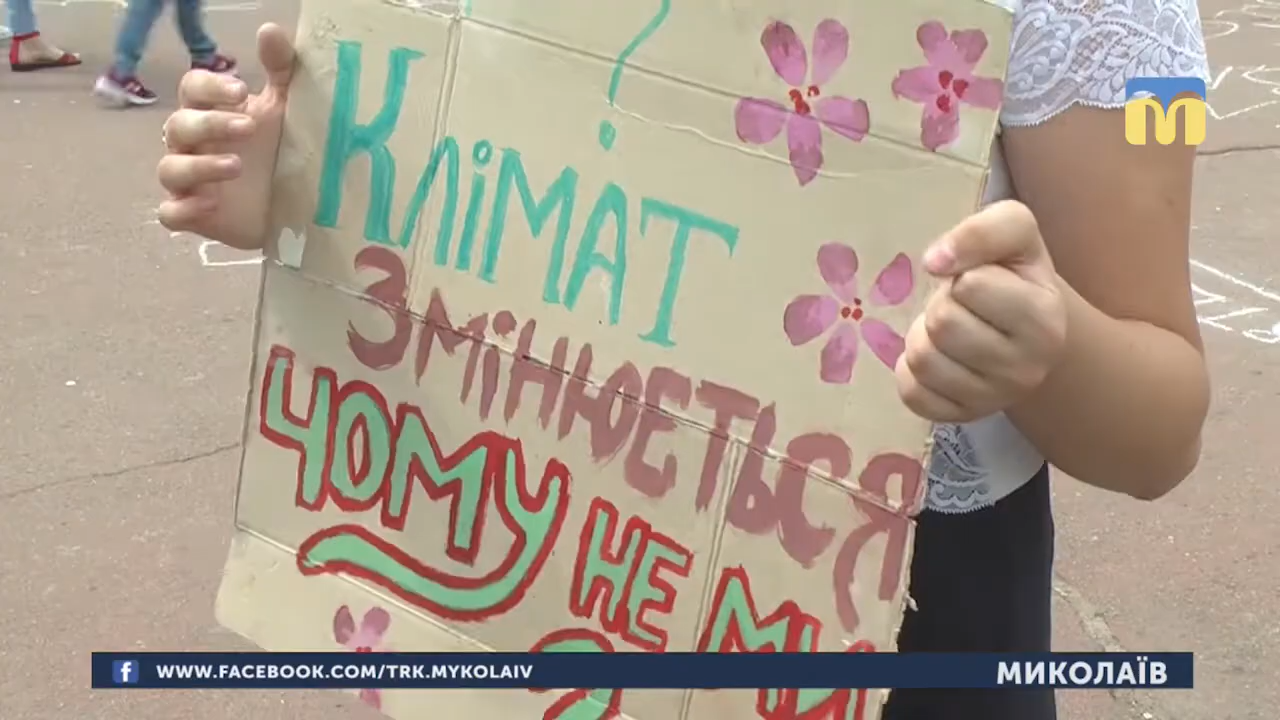 ?
Клімат
змінюється
чому не ми
?
WWW.FACEBOOK.COM/TRK.MYKOLAIV
МИКОЛАЇВ